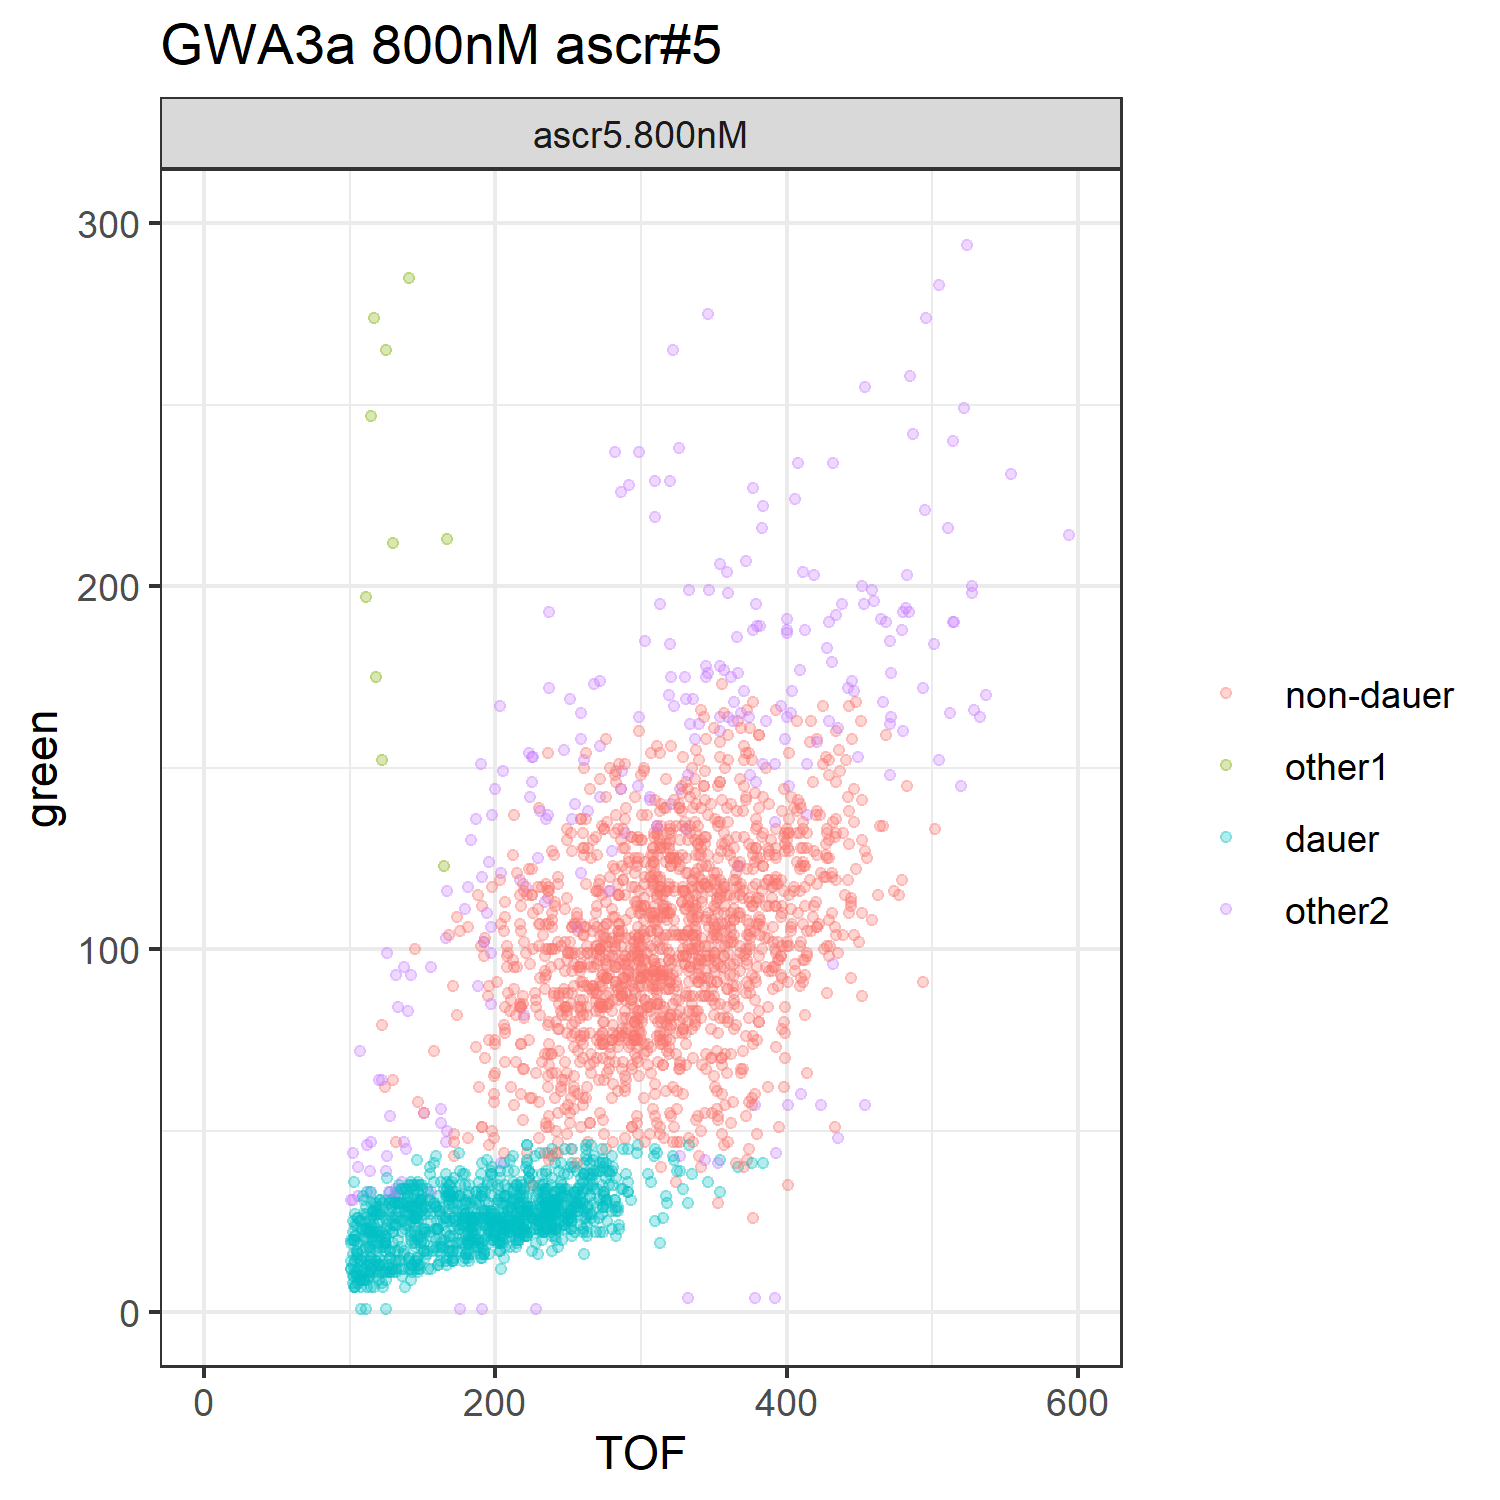 GWA3a 800nM ascr#5
ascr5.800nM
300
200
100
0
green
0 200 400 600
TOF
non-dauer
other1
dauer
other2